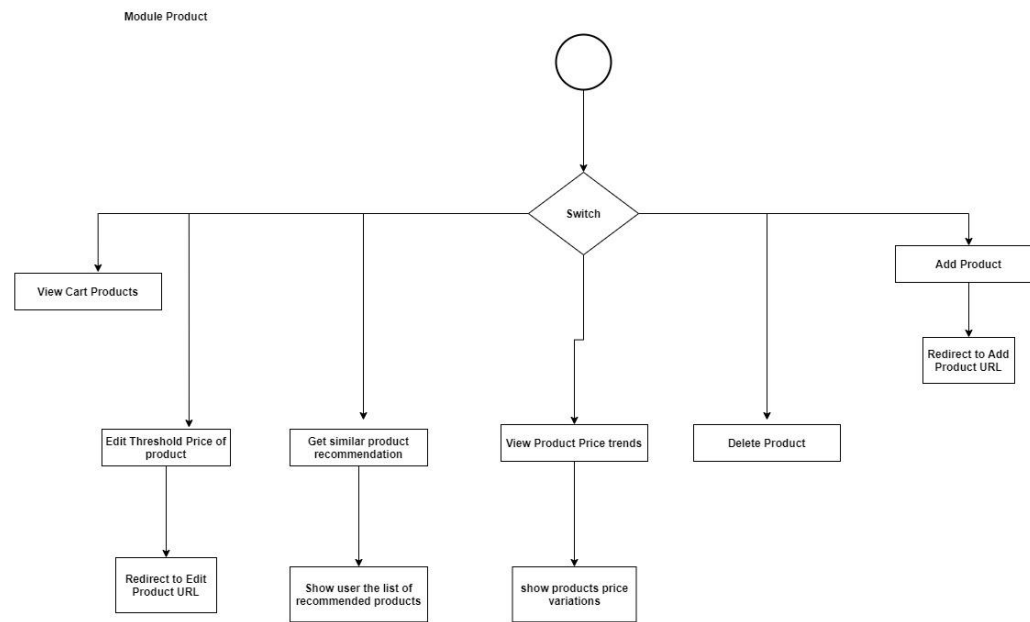 Module Product
Switch
View Cart Products
Add Product
Redirect to Add
Product URL
Edit Threshold Price of
product
Get similar product
recommendation
View Product Price trends
Delete Product
Redirect to Edit
Product URL
Show user the list of
recommended products
show products price
variations